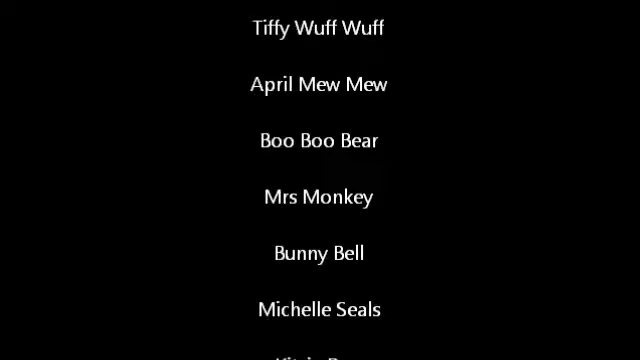 Tiffy Wuff Wuff
April Mew Mew
Boo Boo Bear
Mrs Monkey
Bunny Bell
Michelle Seals